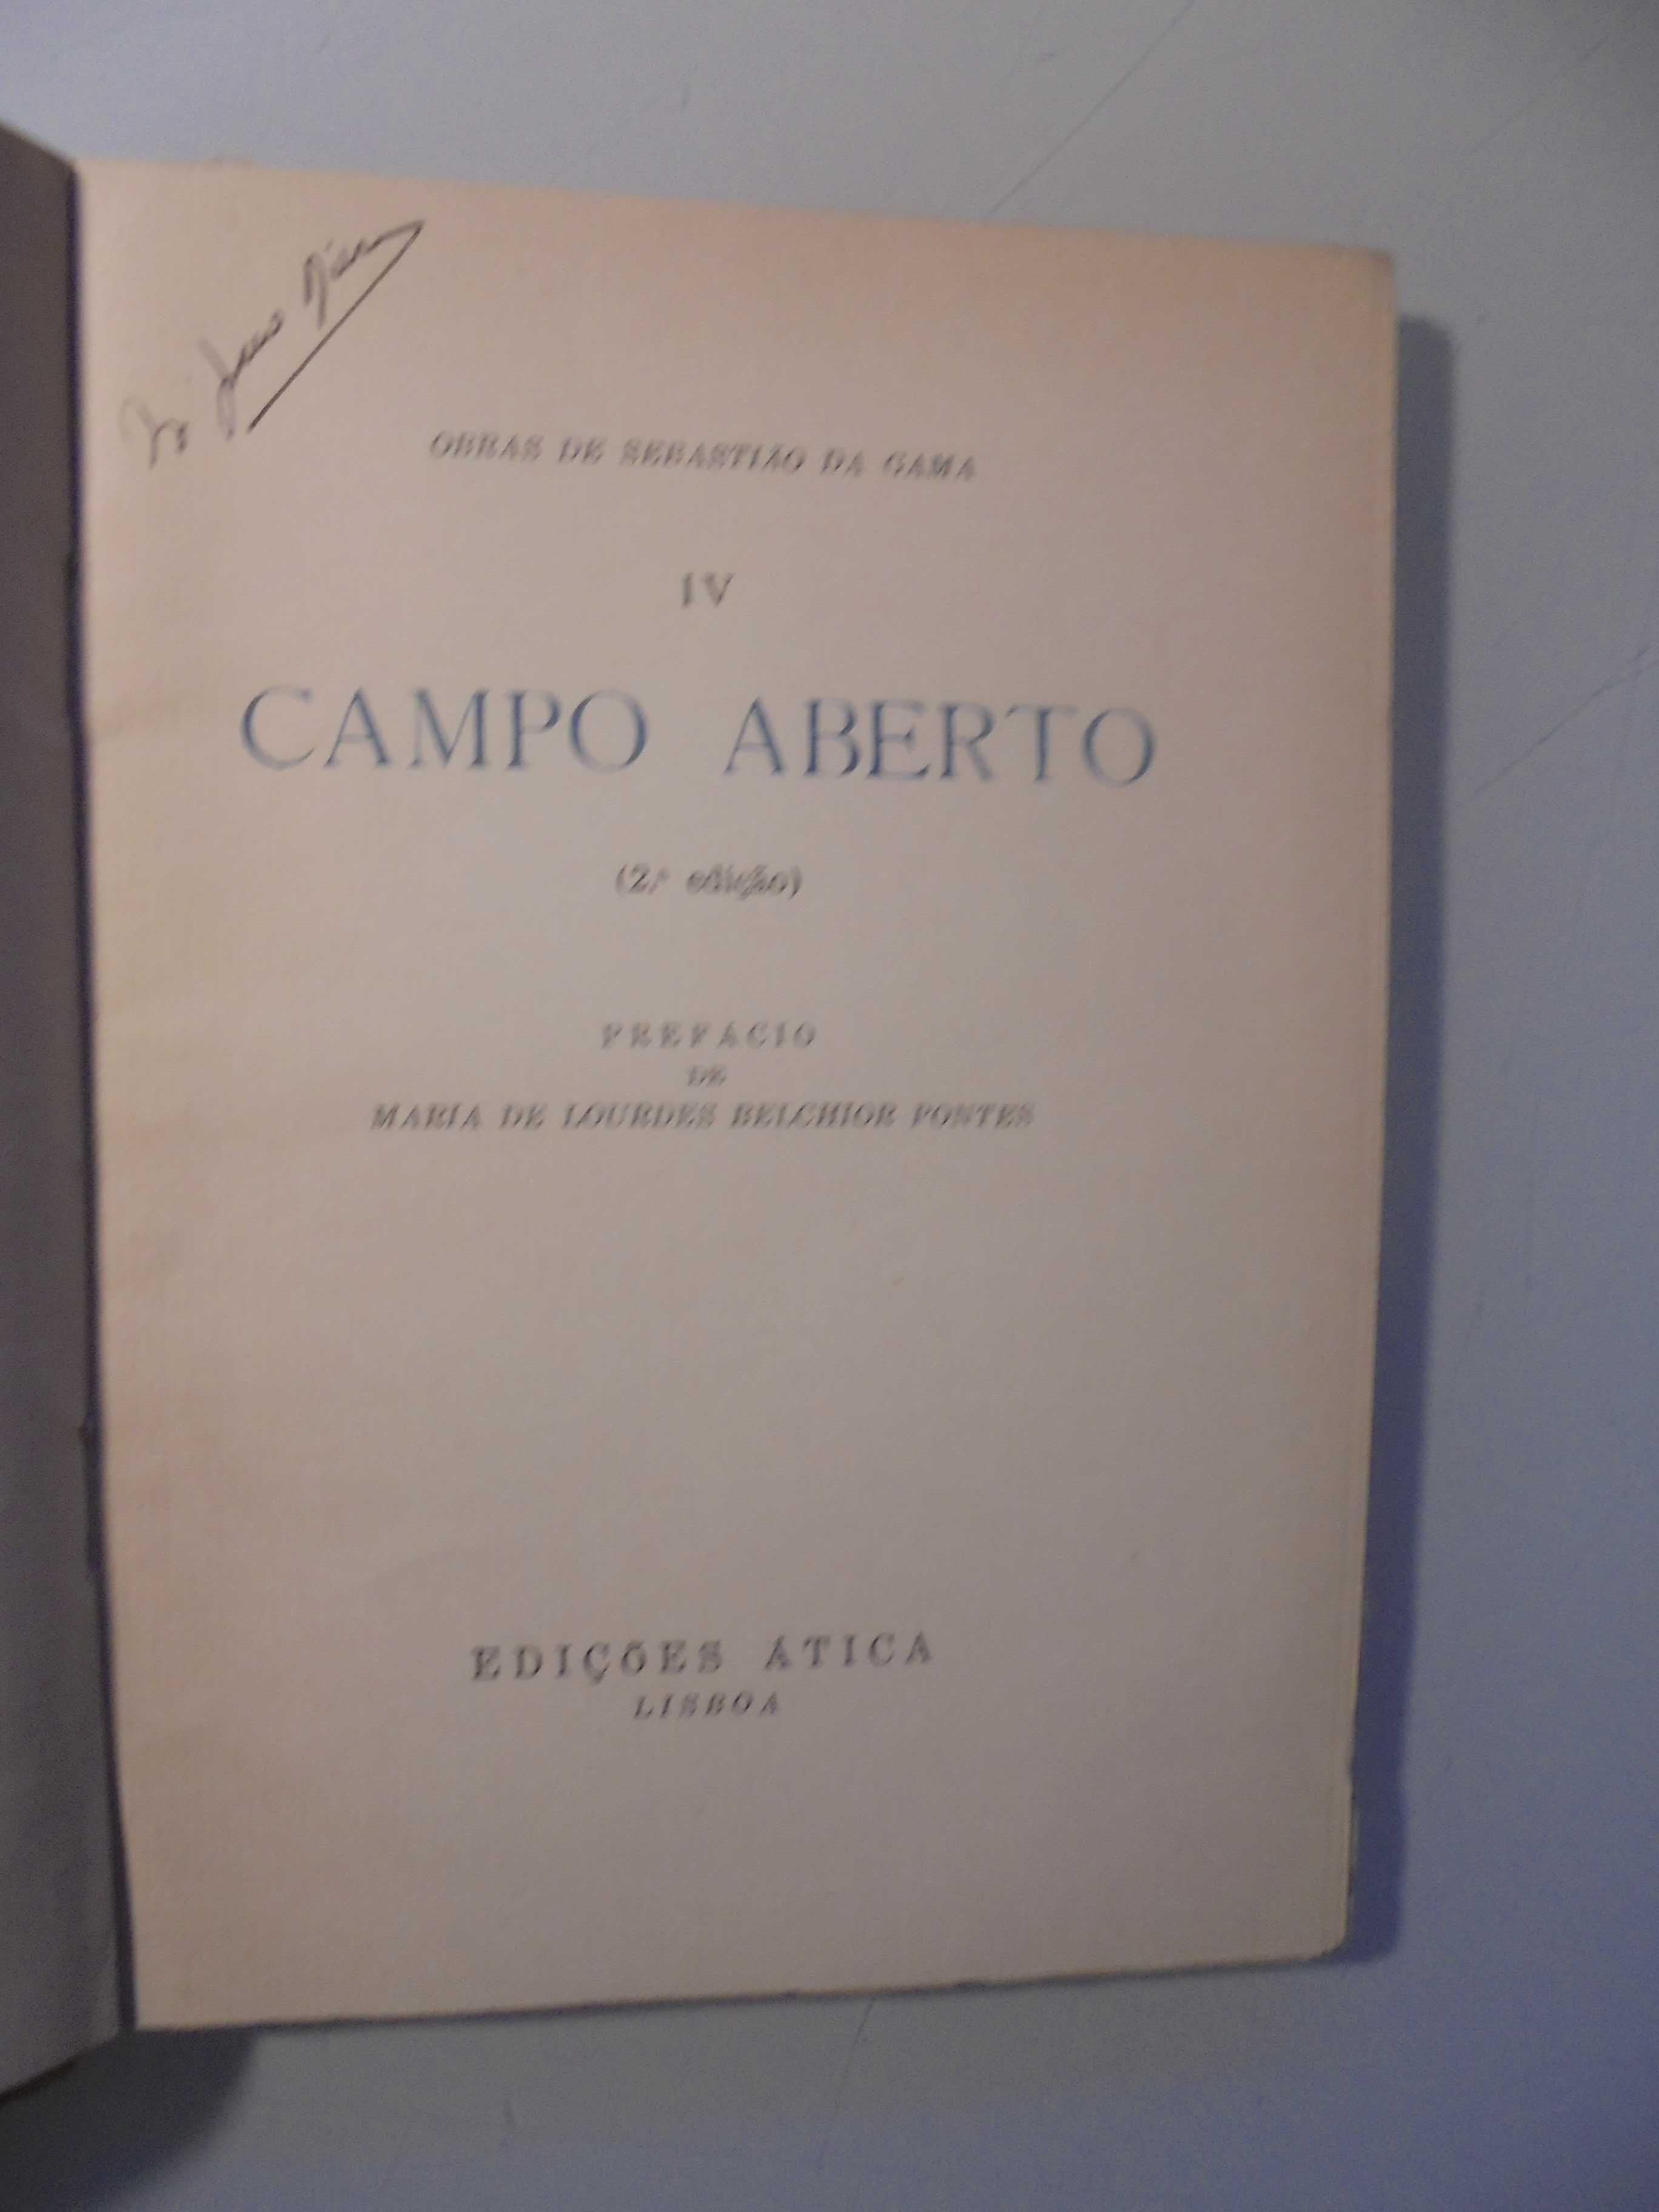 OBRAS DE SEBASTIÃO DA GAMA
IV
CAMPO ABERTO
(2.ª edição)
PREFÁCIO
DE
MARIA DE LOURDES BELCHIOR PONTES
EDIÇÕES ÁTICA
LISBOA